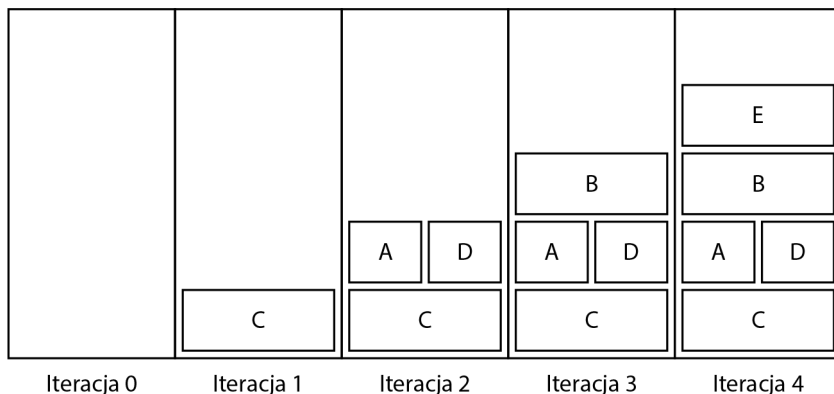 E
B B
A D A D A D
C C C C
Iteracja 0 Iteracja 1 Iteracja 2 Iteracja 3 Iteracja 4